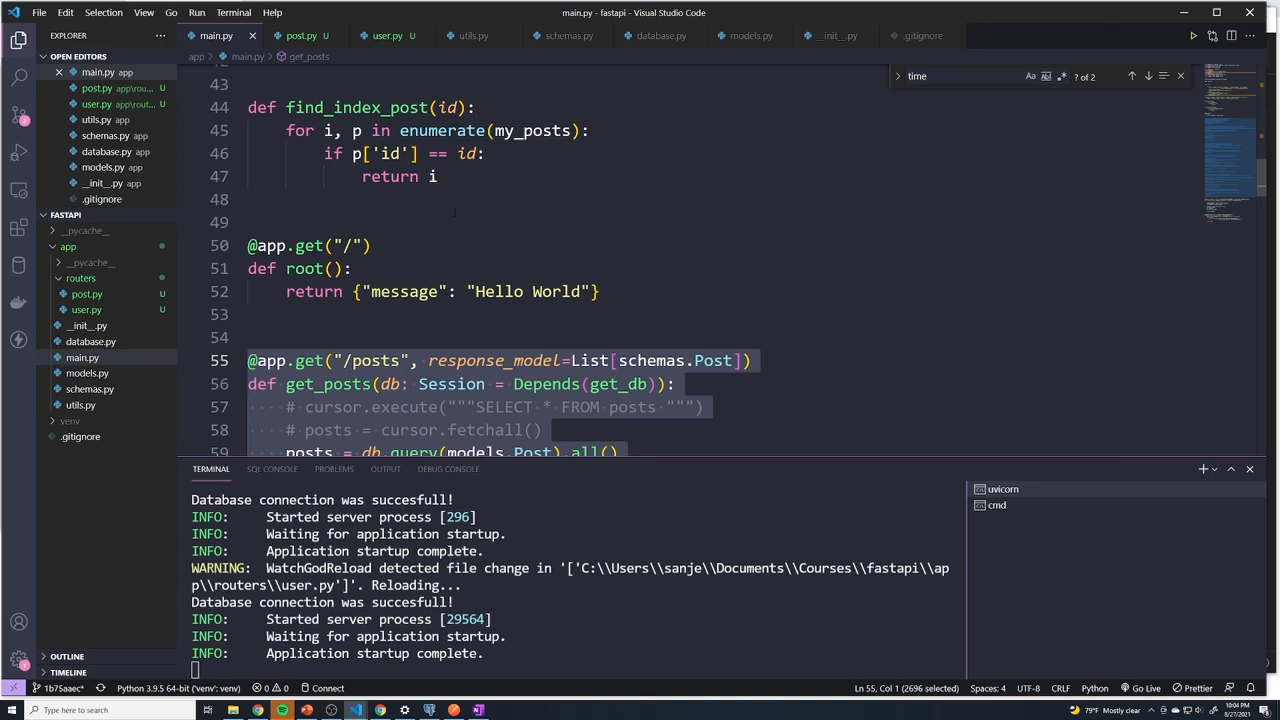 File Edit Selection View Go Run Terminal Help
main.py - fastapi - Visual Studio Code
EXPLORER
OPEN EDITORS
main.py app
post.py app\rou... U
user.py app\rout... U
utils.py app
schemas.py app
database.py app
models.py app
__init__.py app
.gitignore
FASTAPI
__pycache__
app
__pycache__
routers
post.py U
user.py U
__init__.py
database.py
main.py
models.py
schemas.py
utils.py
venv
.gitignore
OUTLINE
TIMELINE
main.py post.py U user.py U utils.py schemas.py database.py models.py __init__.py .gitignore
app > main.py > get_posts
time
Aa Ab ? of 2
43
44 def find_index_post(id):
45 for i, p in enumerate(my_posts):
46 if p['id'] == id:
47 return i
48
49
50 @app.get("/")
51 def root():
52 return {"message": "Hello World"}
53
54
55 @app.get("/posts", response_model=List[schemas.Post])
56 def get_posts(db: Session = Depends(get_db)):
57 # cursor.execute("""SELECT * FROM posts """)
58 # posts = cursor.fetchall()
59 posts = db.query(models.Post).all()
TERMINAL SQL CONSOLE PROBLEMS OUTPUT DEBUG CONSOLE
Database connection was succesfull!
INFO: Started server process [296]
INFO: Waiting for application startup.
INFO: Application startup complete.
WARNING: WatchGodReload detected file change in '['C:\\Users\\sanje\\Documents\\Courses\\fastapi\\ap
p\\routers\\user.py']'. Reloading...
Database connection was succesfull!
INFO: Started server process [29564]
INFO: Waiting for application startup.
INFO: Application startup complete.
uvicorn
cmd
1b75aaec* Python 3.9.5 64-bit ('venv': venv) 0 0 Connect
Ln 55, Col 1 (2696 selected) Spaces: 4 UTF-8 CRLF Python Go Live Prettier
Type here to search
79°F Mostly clear
10:04 PM
8/27/2021